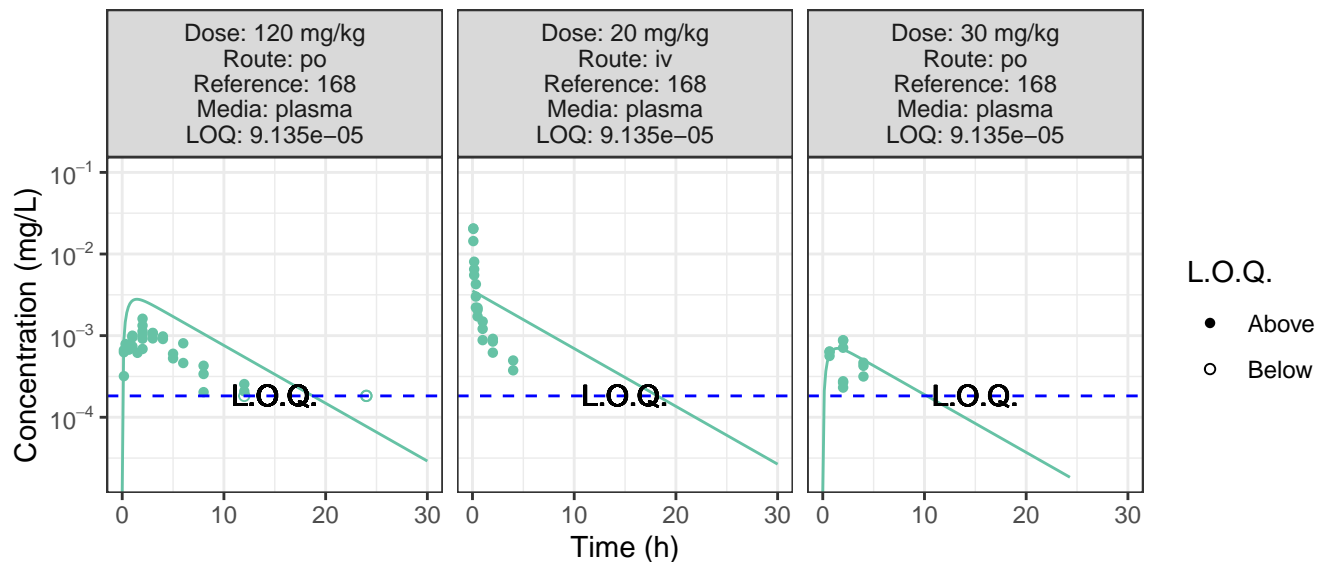 Dose: 120 mg/kg
Route: po
Reference: 168
Media: plasma
LOQ: 9.135e−05
Dose: 20 mg/kg
Route: iv
Reference: 168
Media: plasma
LOQ: 9.135e−05
Dose: 30 mg/kg
Route: po
Reference: 168
Media: plasma
LOQ: 9.135e−05
Concentration (mg/L)
10⁻¹
10⁻²
10⁻³
10⁻⁴
L.O.Q.
L.O.Q.
L.O.Q.
0 10 20 30
0 10 20 30
0 10 20 30
Time (h)
L.O.Q.
Above
Below